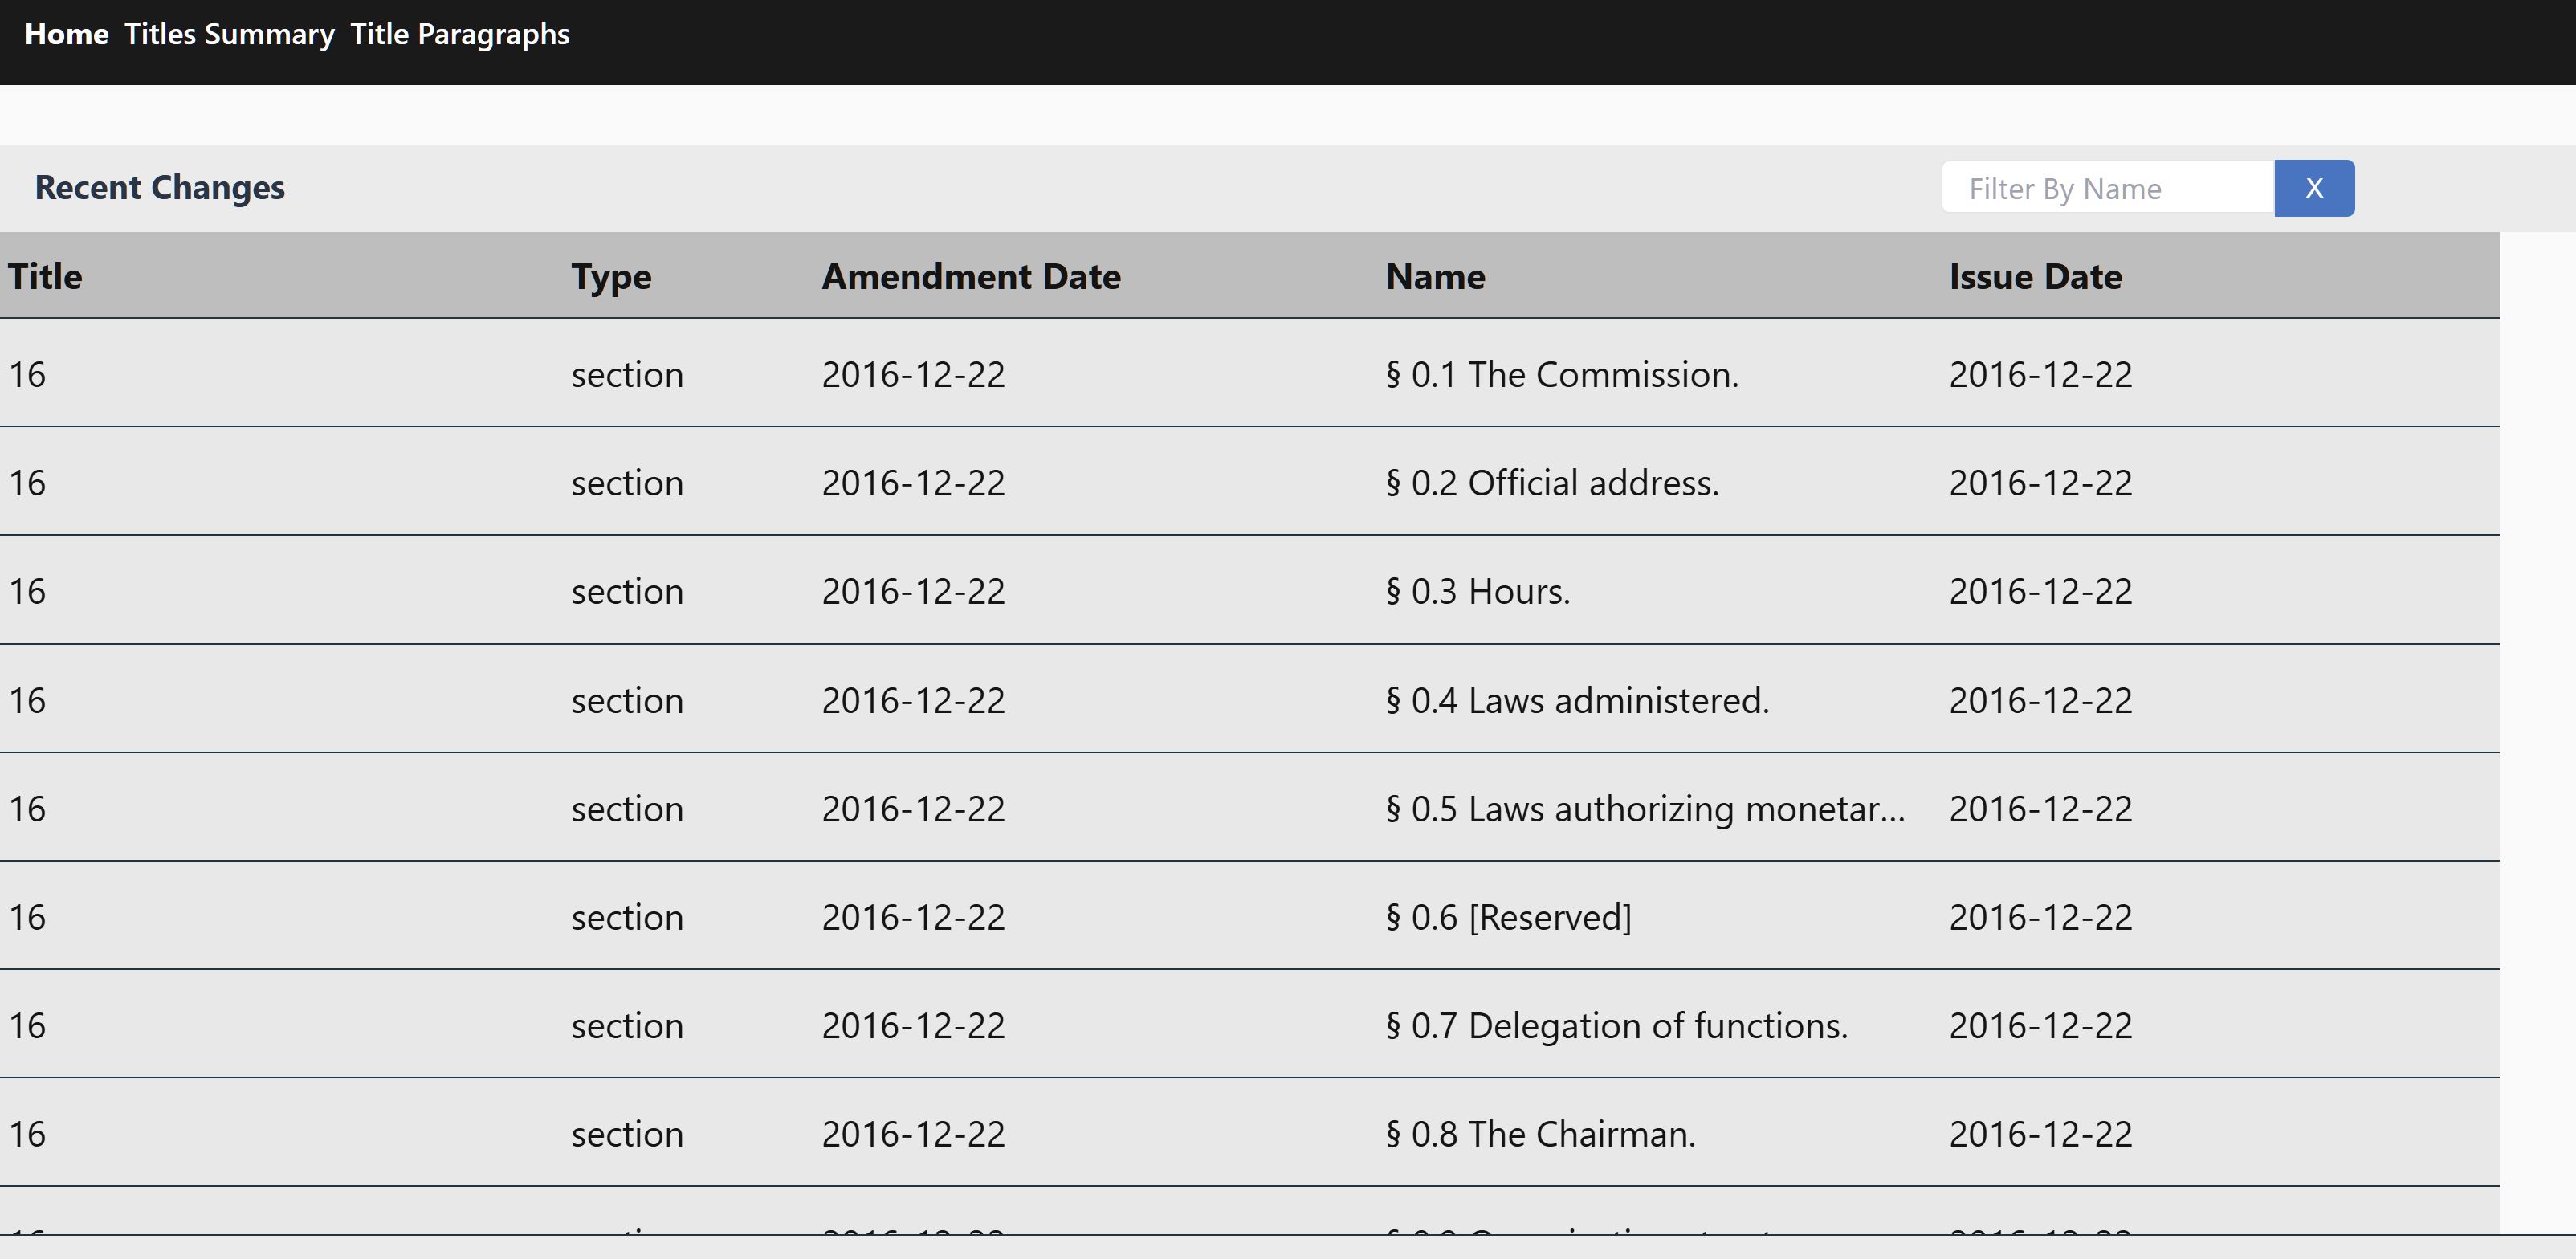 Home Titles Summary Title Paragraphs
Recent Changes Filter By Name X
Title Type Amendment Date Name Issue Date
16 section 2016-12-22 § 0.1 The Commission. 2016-12-22
16 section 2016-12-22 § 0.2 Official address. 2016-12-22
16 section 2016-12-22 § 0.3 Hours. 2016-12-22
16 section 2016-12-22 § 0.4 Laws administered. 2016-12-22
16 section 2016-12-22 § 0.5 Laws authorizing monetar... 2016-12-22
16 section 2016-12-22 § 0.6 [Reserved] 2016-12-22
16 section 2016-12-22 § 0.7 Delegation of functions. 2016-12-22
16 section 2016-12-22 § 0.8 The Chairman. 2016-12-22